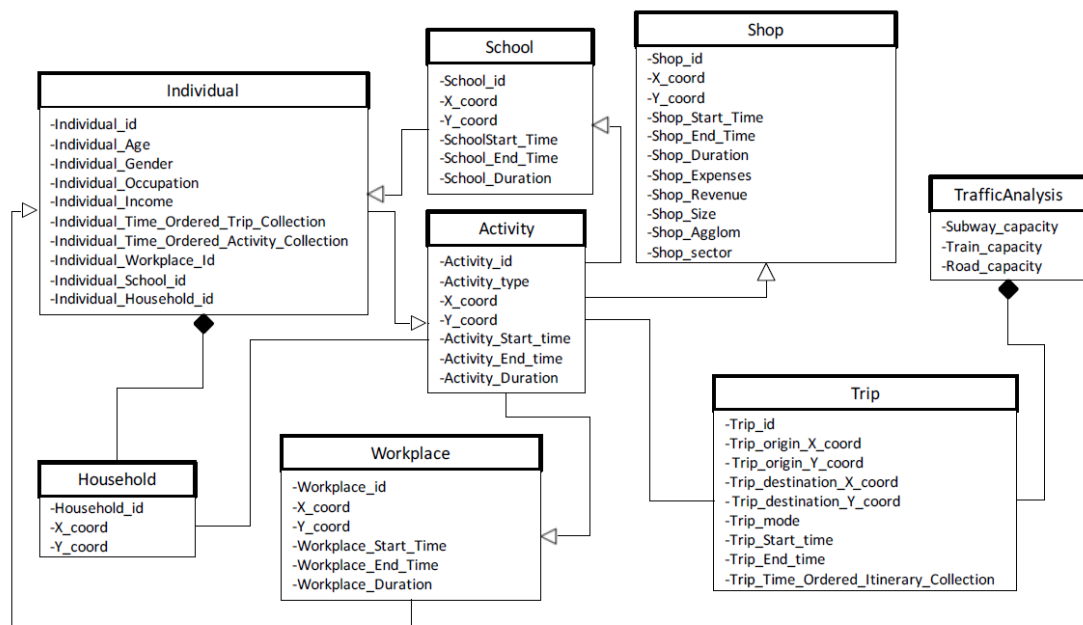 Individual
-Individual_id
-Individual_Age
-Individual_Gender
-Individual_Occupation
-Individual_Income
-Individual_Time_Ordered_Trip_Collection
-Individual_Time_Ordered_Activity_Collection
-Individual_Workplace_Id
-Individual_School_id
-Individual_Household_id
School
-School_id
-X_coord
-Y_coord
-SchoolStart_Time
-School_End_Time
-School_Duration
Shop
-Shop_id
-X_coord
-Y_coord
-Shop_Start_Time
-Shop_End_Time
-Shop_Duration
-Shop_Expenses
-Shop_Revenue
-Shop_Size
-Shop_Agglom
-Shop_sector
TrafficAnalysis
-Subway_capacity
-Train_capacity
-Road_capacity
Activity
-Activity_id
-Activity_type
-X_coord
-Y_coord
-Activity_Start_time
-Activity_End_time
-Activity_Duration
Household
-Household_id
-X_coord
-Y_coord
Workplace
-Workplace_id
-X_coord
-Y_coord
-Workplace_Start_Time
-Workplace_End_Time
-Workplace_Duration
Trip
-Trip_id
-Trip_origin_X_coord
-Trip_origin_Y_coord
-Trip_destination_X_coord
-Trip_destination_Y_coord
-Trip_mode
-Trip_Start_time
-Trip_End_time
-Trip_Time_Ordered_Itinerary_Collection